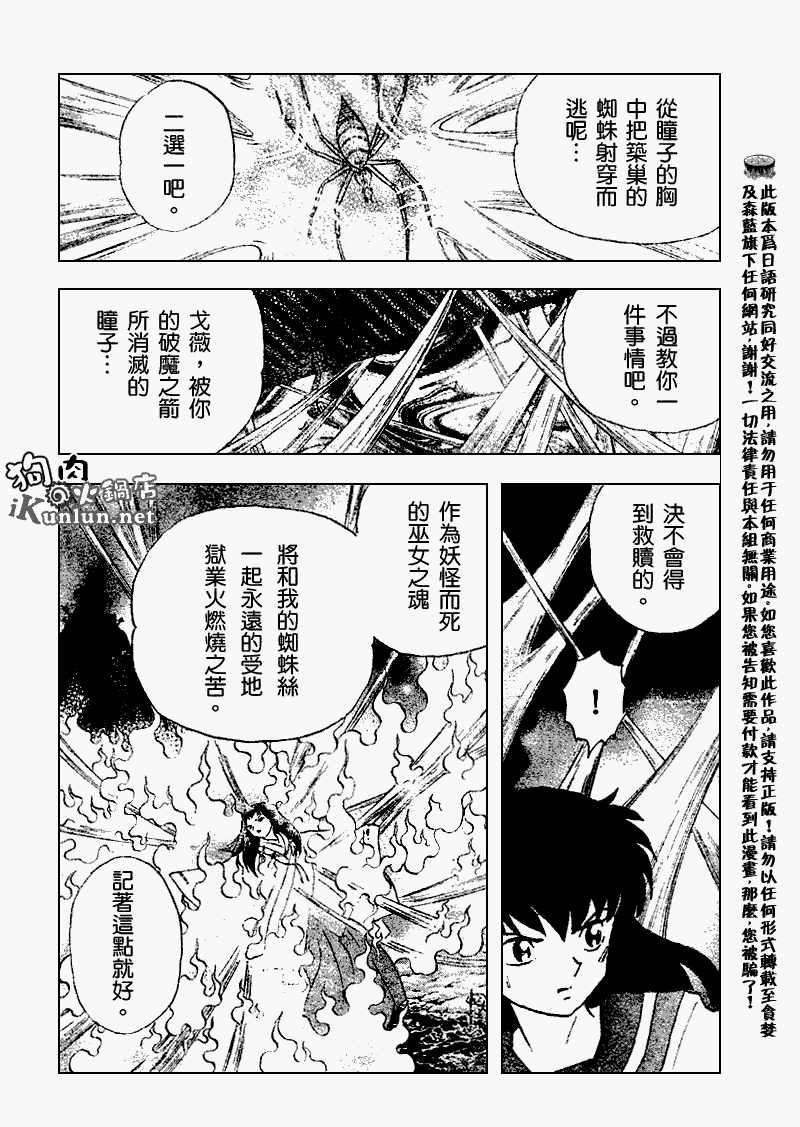 從瞳子的胸
中把築巢的
蜘蛛射穿而
逃呢…
二選一吧。
不過教你一
件事情吧。
戈薇，被你
的破魔之箭
所消滅的
瞳子…
決不會得
到救贖的。
！
作為妖怪而死
的巫女之魂
將和我的蜘蛛絲
一起永遠的受地
獄業火燃燒之苦。
記著這點就好。
狗肉の火鍋店
iKunlun.net
此版本爲日語研究同好交流之用，請勿用于任何商業用途。如您喜歡此作品，請支持正版！請勿以任何形式轉載至貪婪
及森藍旗下任何網站，謝謝！一切法律責任與本組無關。如果您被告知需要付款才能看到此漫畫，那麽，您被騙了！